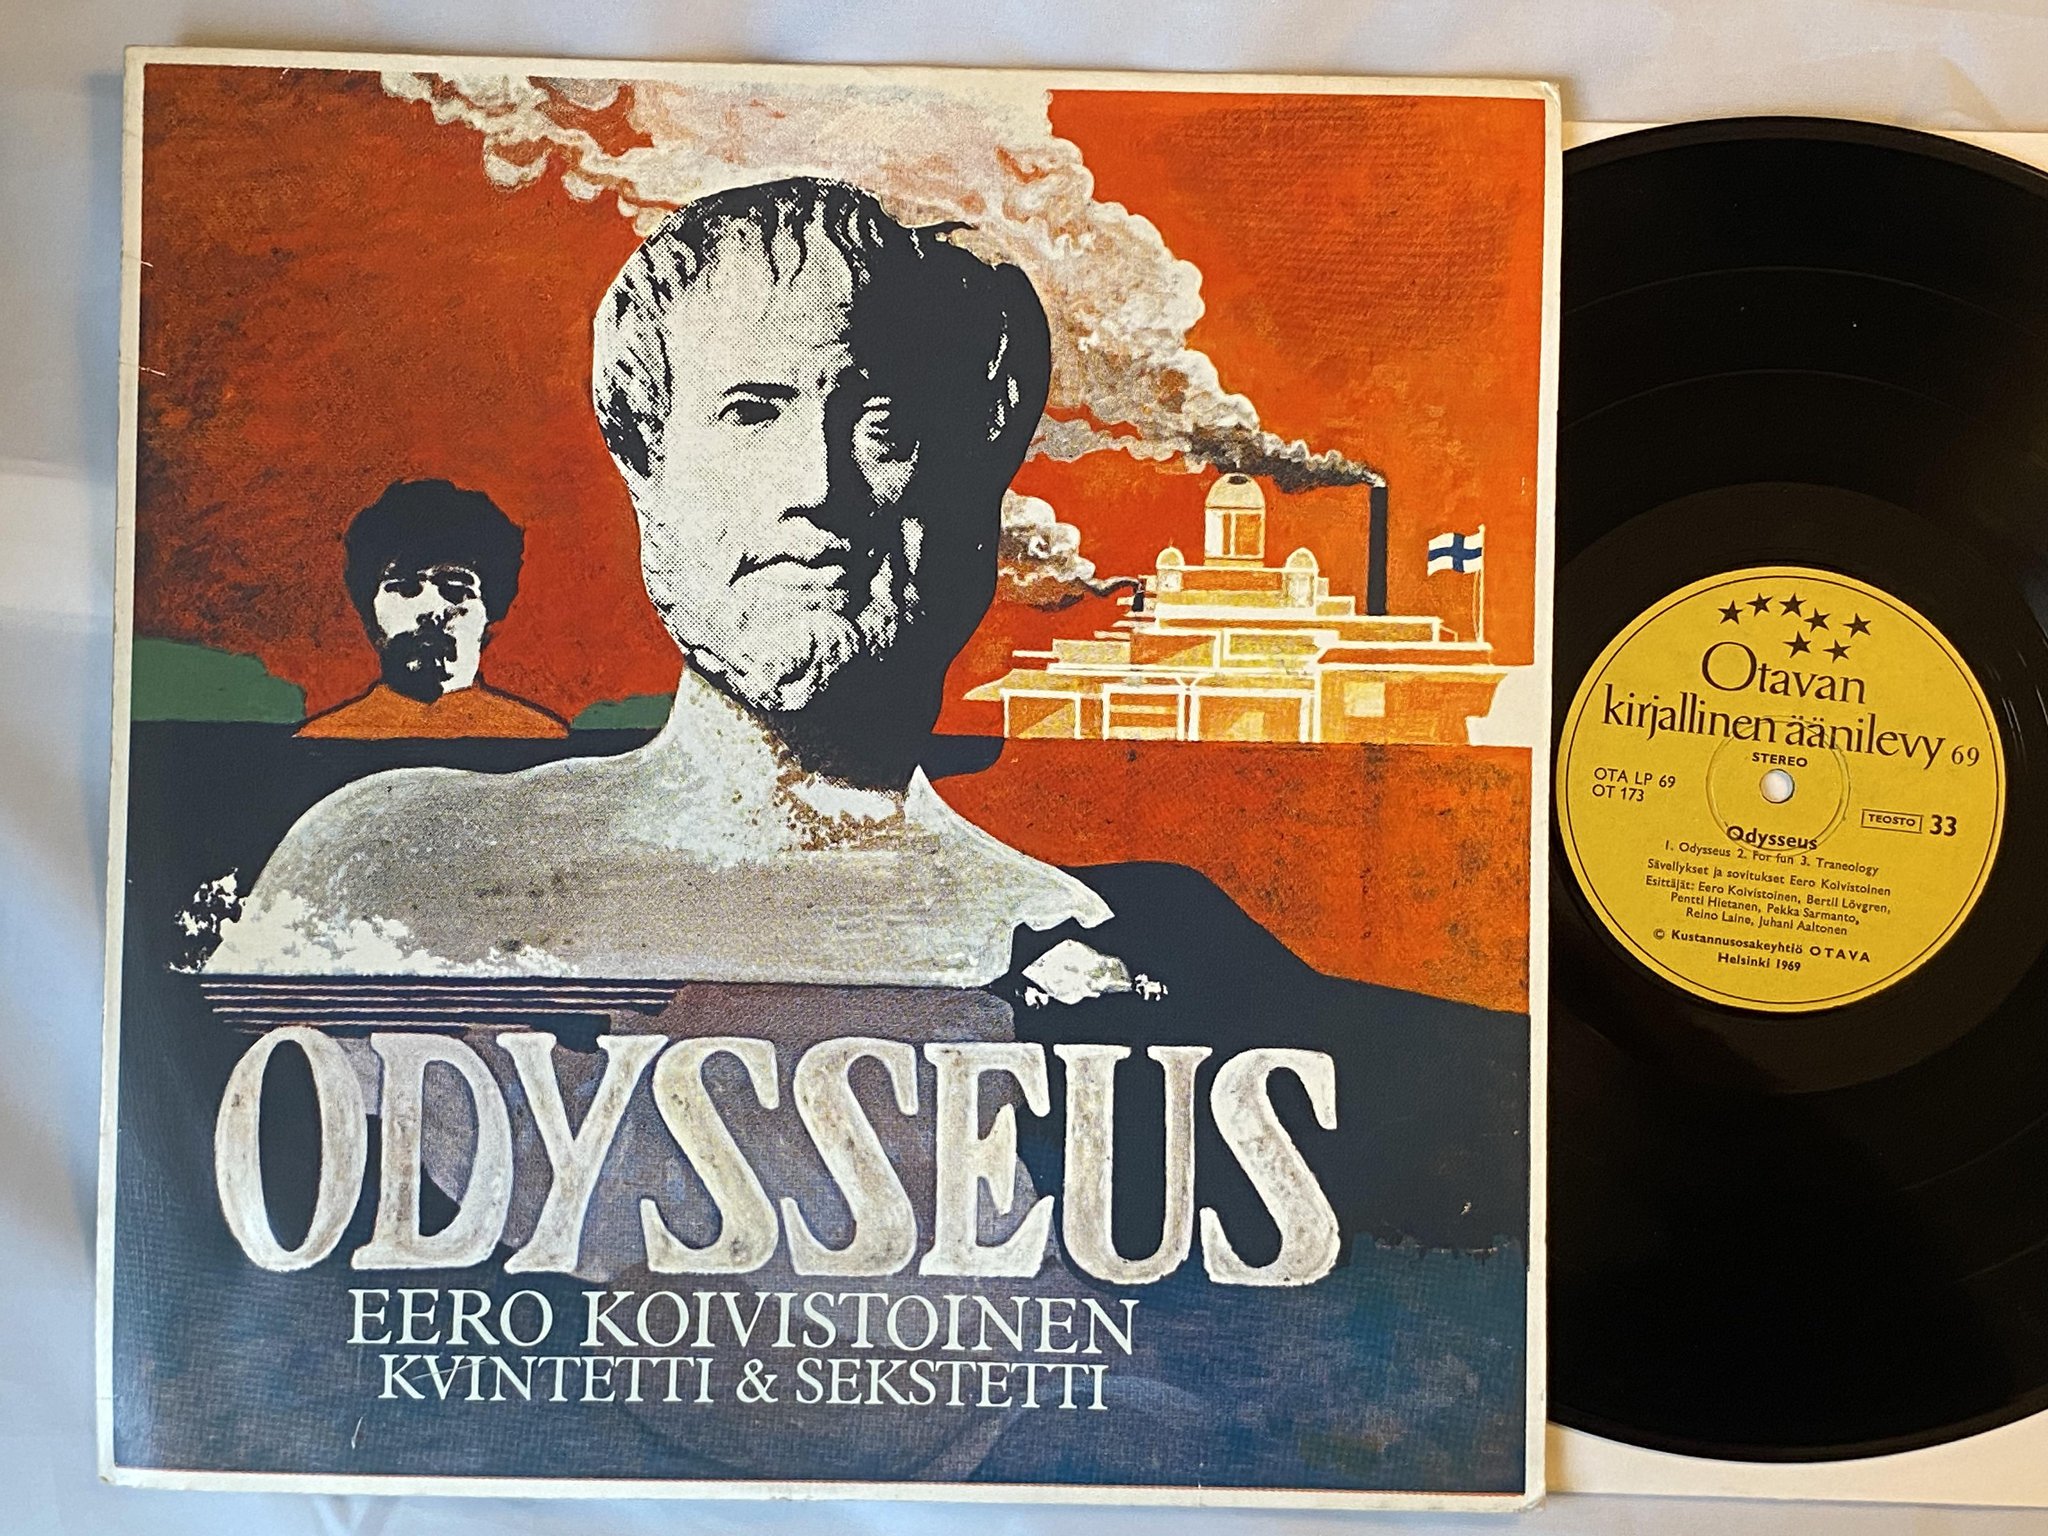 ODYSSEUS
EERO KOIVISTOINEN
KVINTETTI & SEKSTETTI
Otavan
kirjallinen äänilevy 69
STEREO
OTA LP 69
OT 173
TEOSTO 33
Odysseus
1. Odysseus 2. For fun 3. Traneology
Sävellykset ja sovitukset Eero Koivistoinen
Esittäjät: Eero Koivistoinen, Bertil Lövgren,
Pentti Hietanen, Pekka Sarmanto,
Reino Laine, Juhani Aaltonen
© Kustannusosakeyhtiö OTAVA
Helsinki 1969